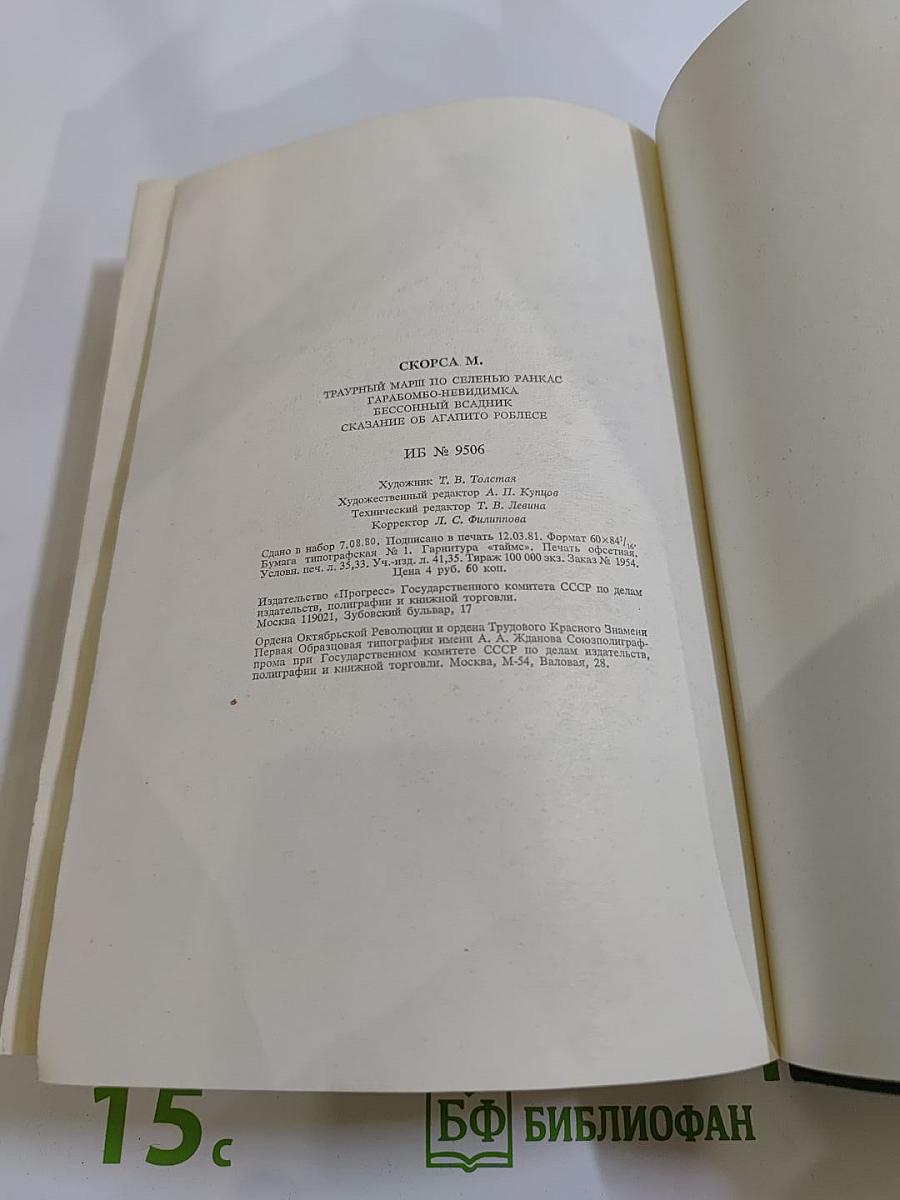 СКОРСА М.
ТРАУРНЫЙ МАРШ ПО СЕЛЕНЬЮ РАНКАС
ГАРАБОМБО-НЕВИДИМКА
БЕССОННЫЙ ВСАДНИК
СКАЗАНИЕ ОБ АГАПИТО РОБЛЕСЕ
ИБ № 9506
Художник Т. В. Толстая
Художественный редактор А. П. Купцов
Технический редактор Т. В. Левина
Корректор Л. С. Филиппова
Сдано в набор 7.08.80. Подписано в печать 12.03.81. Формат 60×84¹/₁₆.
Бумага типографская № 1. Гарнитура «таймс». Печать офсетная.
Условн. печ. л. 35,33. Уч.-изд. л. 41,35. Тираж 100 000 экз. Заказ № 1954.
Цена 4 руб. 60 коп.
Издательство «Прогресс» Государственного комитета СССР по делам
издательств, полиграфии и книжной торговли.
Москва 119021, Зубовский бульвар, 17
Ордена Октябрьской Революции и ордена Трудового Красного Знамени
Первая Образцовая типография имени А. А. Жданова Союзполиграф-
прома при Государственном комитете СССР по делам издательств,
полиграфии и книжной торговли. Москва, М-54, Валовая, 28.
15 с
БФ БИБЛИОФАН